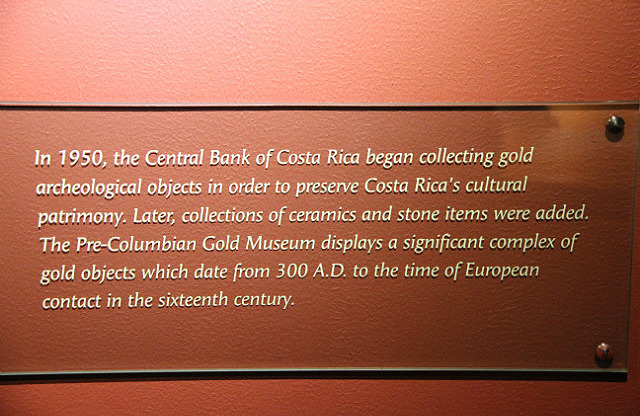 In 1950, the Central Bank of Costa Rica began collecting gold
archeological objects in order to preserve Costa Rica's cultural
patrimony. Later, collections of ceramics and stone items were added.
The Pre-Columbian Gold Museum displays a significant complex of
gold objects which date from 300 A.D. to the time of European
contact in the sixteenth century.